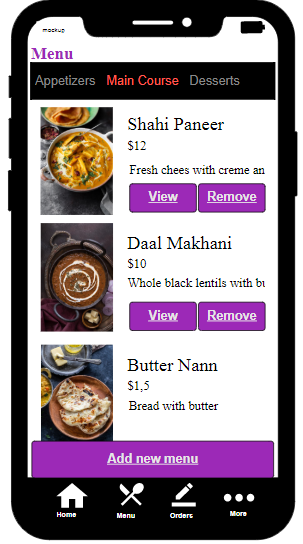 mockup
Menu
Appetizers Main Course Desserts
Shahi Paneer
$12
Fresh chees with creme an
View Remove
Daal Makhani
$10
Whole black lentils with bu
View Remove
Butter Nann
$1,5
Bread with butter
Add new menu
Home Menu Orders More